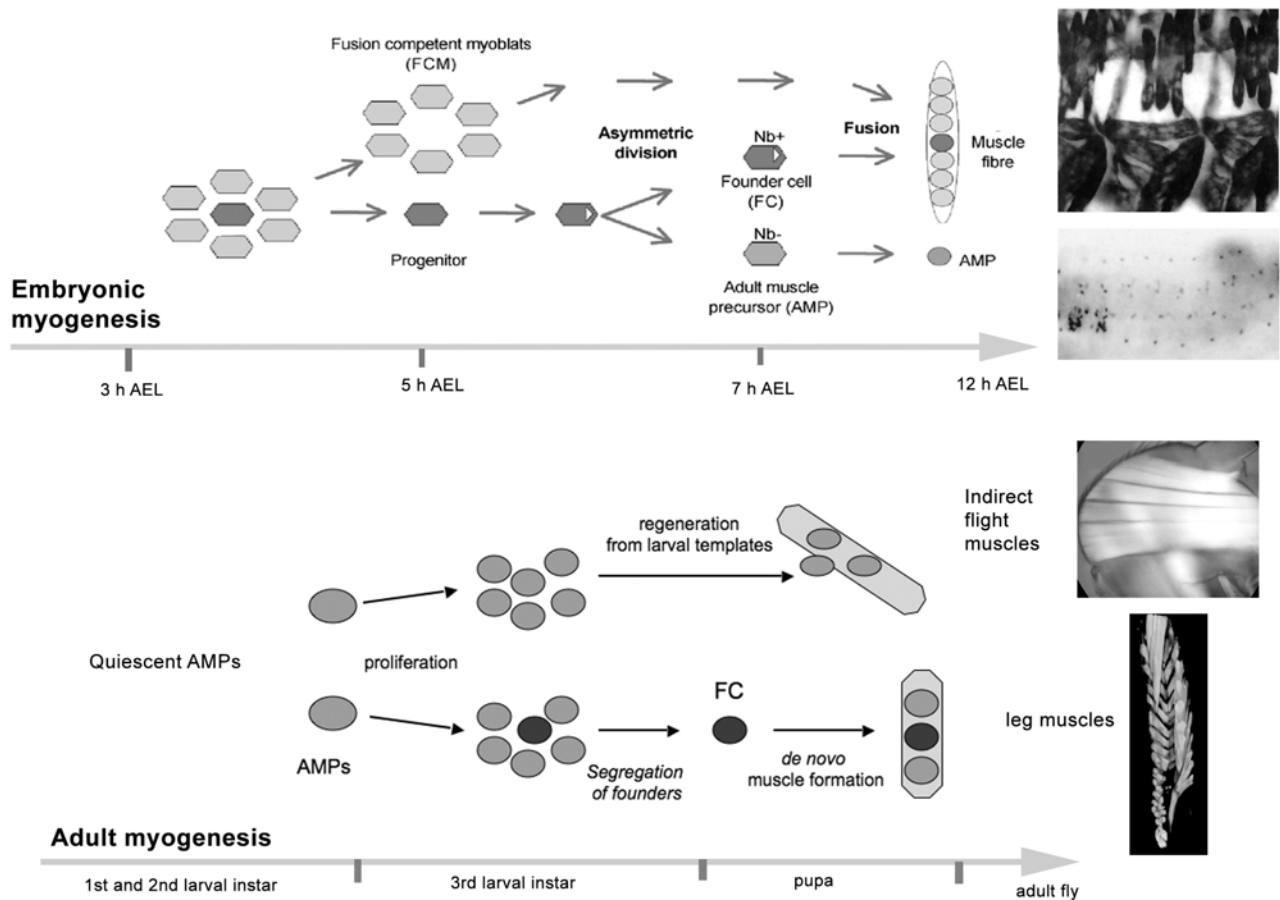 Fusion competent myoblats
(FCM)
Asymmetric
division
Nb+
Founder cell
(FC)
Fusion
Muscle
fibre
Progenitor
Nb-
Adult muscle
precursor (AMP)
AMP
Embryonic
myogenesis
3 h AEL
5 h AEL
7 h AEL
12 h AEL
Indirect
flight
muscles
regeneration
from larval templates
Quiescent AMPs
proliferation
FC
leg muscles
AMPs
Segregation
of founders
de novo
muscle formation
Adult myogenesis
1st and 2nd larval instar
3rd larval instar
pupa
adult fly